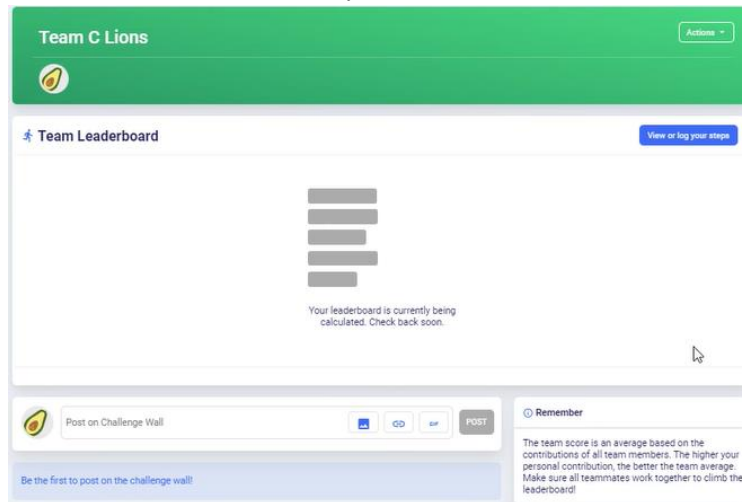 Team C Lions
Actions
Team Leaderboard
View or log your steps
Your leaderboard is currently being
calculated. Check back soon.
Post on Challenge Wall
GIF
POST
Be the first to post on the challenge wall!
Remember
The team score is an average based on the
contributions of all team members. The higher your
personal contribution, the better the team average.
Make sure all teammates work together to climb the
leaderboard!